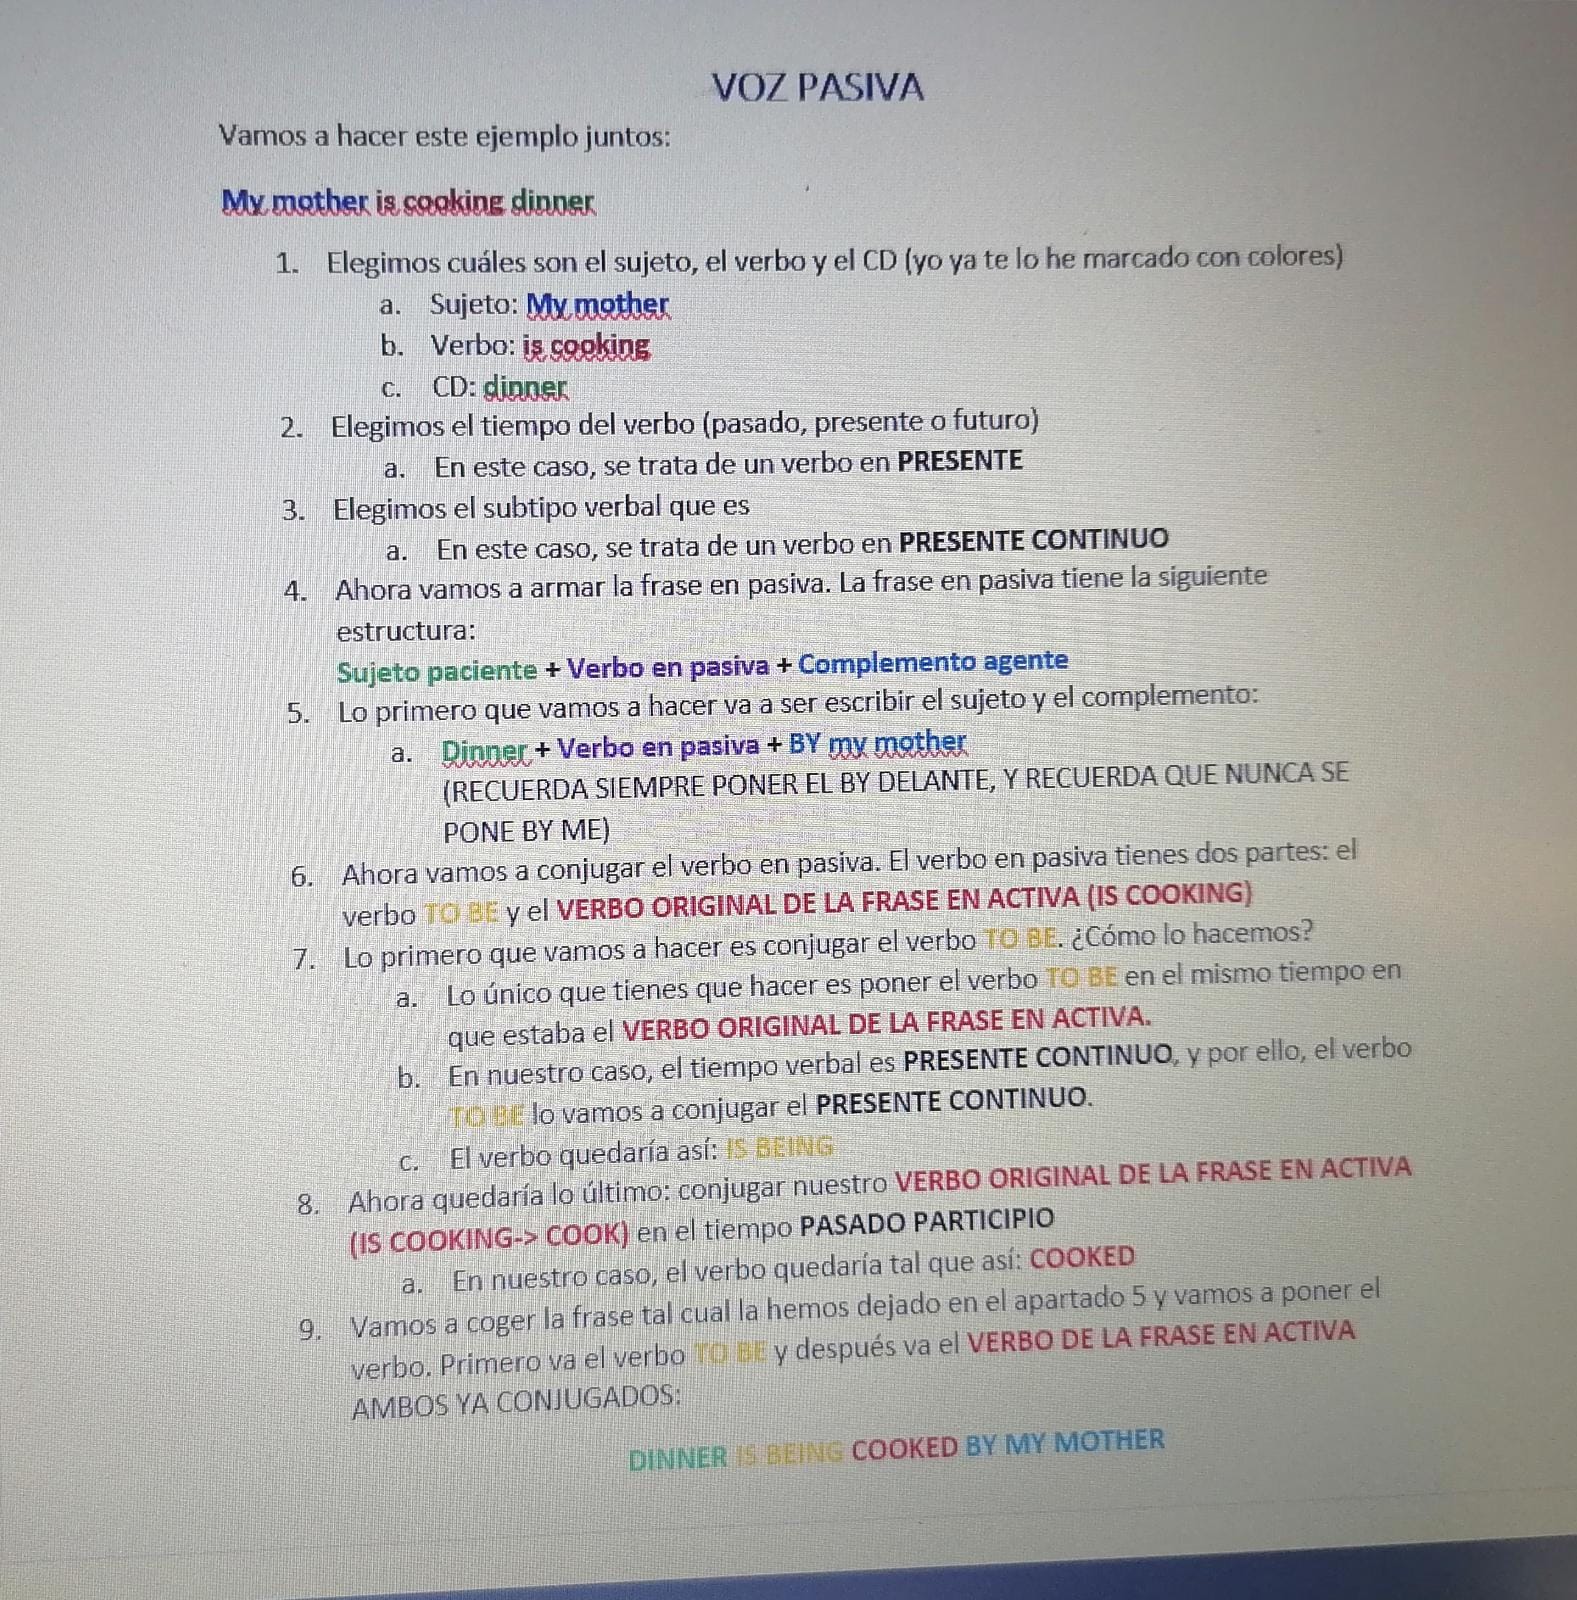 VOZ PASIVA
Vamos a hacer este ejemplo juntos:
My mother is cooking dinner
1. Elegimos cuáles son el sujeto, el verbo y el CD (yo ya te lo he marcado con colores)
a. Sujeto: My mother
b. Verbo: is cooking
c. CD: dinner
2. Elegimos el tiempo del verbo (pasado, presente o futuro)
a. En este caso, se trata de un verbo en PRESENTE
3. Elegimos el subtipo verbal que es
a. En este caso, se trata de un verbo en PRESENTE CONTINUO
4. Ahora vamos a armar la frase en pasiva. La frase en pasiva tiene la siguiente
estructura:
Sujeto paciente + Verbo en pasiva + Complemento agente
5. Lo primero que vamos a hacer va a ser escribir el sujeto y el complemento:
a. Dinner + Verbo en pasiva + BY my mother
(RECUERDA SIEMPRE PONER EL BY DELANTE, Y RECUERDA QUE NUNCA SE
PONE BY ME)
6. Ahora vamos a conjugar el verbo en pasiva. El verbo en pasiva tienes dos partes: el
verbo TO BE y el VERBO ORIGINAL DE LA FRASE EN ACTIVA (IS COOKING)
7. Lo primero que vamos a hacer es conjugar el verbo TO BE. ¿Cómo lo hacemos?
a. Lo único que tienes que hacer es poner el verbo TO BE en el mismo tiempo en
que estaba el VERBO ORIGINAL DE LA FRASE EN ACTIVA.
b. En nuestro caso, el tiempo verbal es PRESENTE CONTINUO, y por ello, el verbo
TO BE lo vamos a conjugar el PRESENTE CONTINUO.
c. El verbo quedaría así: IS BEING
8. Ahora quedaría lo último: conjugar nuestro VERBO ORIGINAL DE LA FRASE EN ACTIVA
(IS COOKING-> COOK) en el tiempo PASADO PARTICIPIO
a. En nuestro caso, el verbo quedaría tal que así: COOKED
9. Vamos a coger la frase tal cual la hemos dejado en el apartado 5 y vamos a poner el
verbo. Primero va el verbo TO BE y después va el VERBO DE LA FRASE EN ACTIVA
AMBOS YA CONJUGADOS:
DINNER IS BEING COOKED BY MY MOTHER